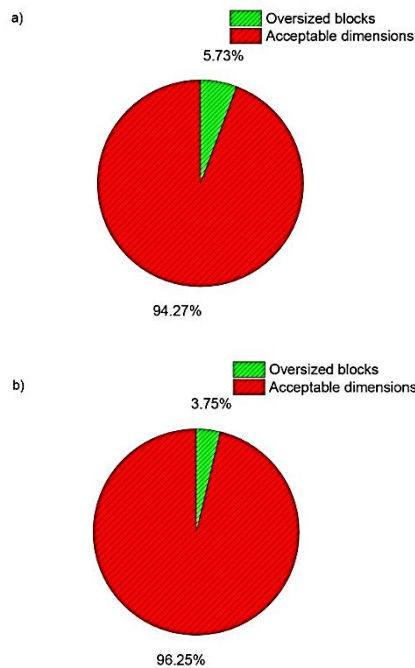 a)
Oversized blocks
Acceptable dimensions
5.73%
94.27%
b)
Oversized blocks
Acceptable dimensions
3.75%
96.25%